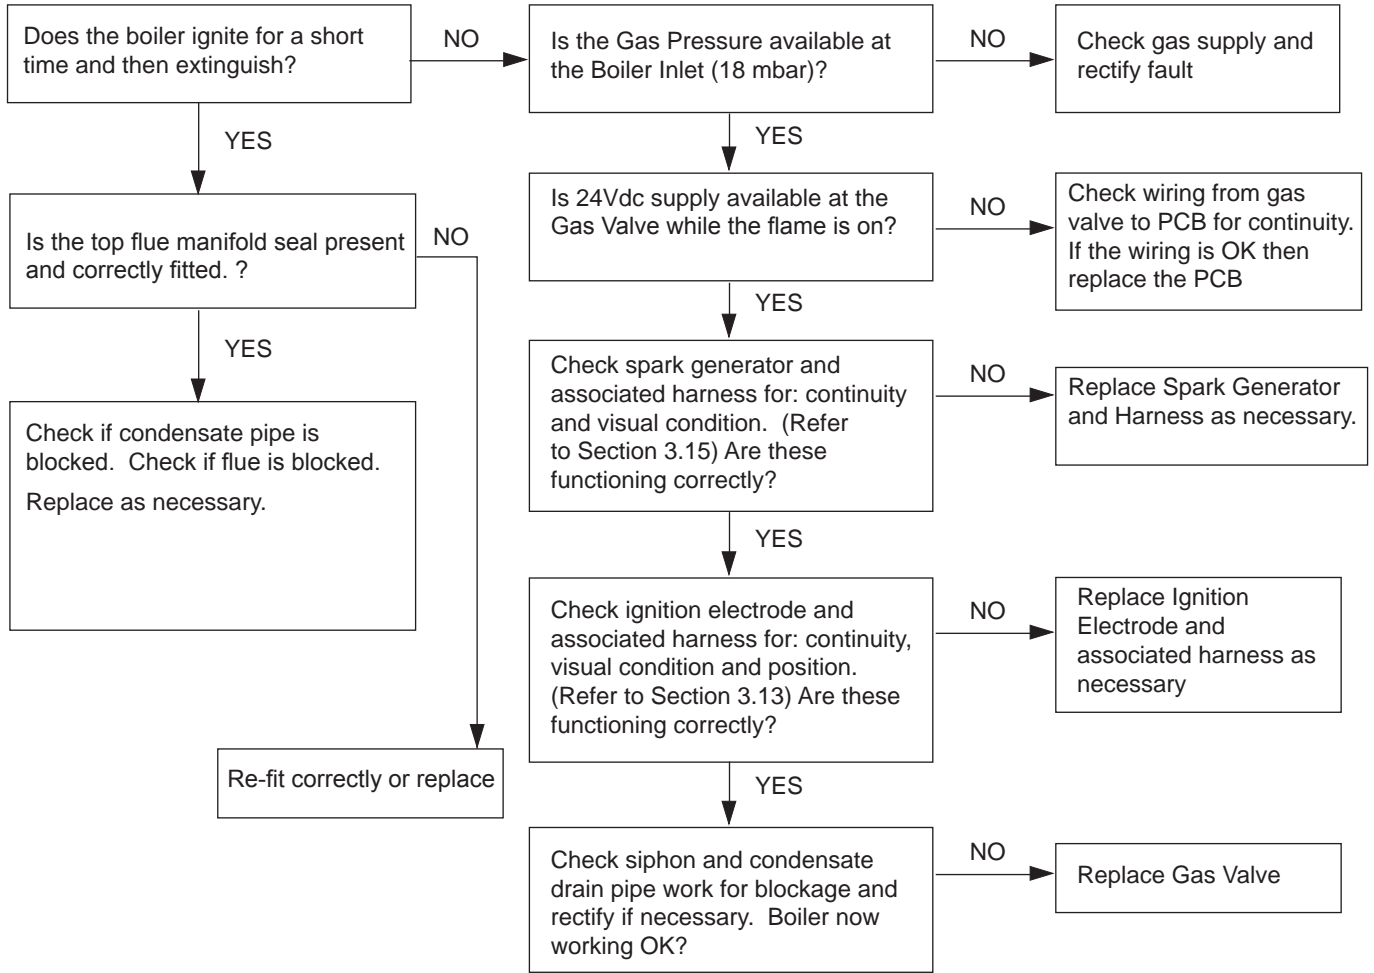 Does the boiler ignite for a short
time and then extinguish?
NO
Is the Gas Pressure available at
the Boiler Inlet (18 mbar)?
NO
Check gas supply and
rectify fault
YES
YES
Is the top flue manifold seal present
and correctly fitted. ?
NO
Is 24Vdc supply available at the
Gas Valve while the flame is on?
NO
Check wiring from gas
valve to PCB for continuity.
If the wiring is OK then
replace the PCB
YES
YES
Check if condensate pipe is
blocked.  Check if flue is blocked.
Replace as necessary.
Check spark generator and
associated harness for: continuity
and visual condition.  (Refer
to Section 3.15) Are these
functioning correctly?
NO
Replace Spark Generator
and Harness as necessary.
YES
Check ignition electrode and
associated harness for: continuity,
visual condition and position.
(Refer to Section 3.13) Are these
functioning correctly?
NO
Replace Ignition
Electrode and
associated harness as
necessary
Re-fit correctly or replace
YES
Check siphon and condensate
drain pipe work for blockage and
rectify if necessary.  Boiler now
working OK?
NO
Replace Gas Valve